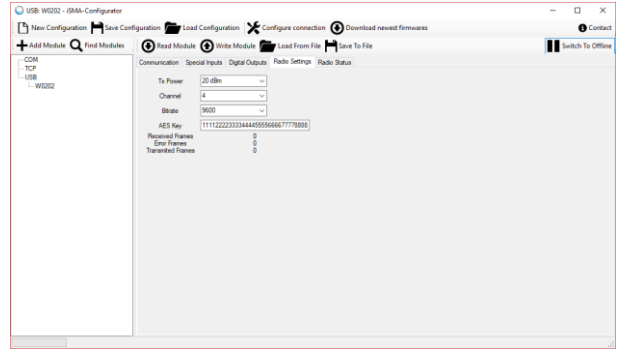 USB: W0202 - iSMA-Configurator
New Configuration Save Configuration Load Configuration Configure connection Download newest firmwares Contact
Add Module Find Modules Read Module Write Module Load From File Save To File Switch To Offline
COM
TCP
USB
W0202
Communication Special Inputs Digital Outputs Radio Settings Radio Status
Tx Power 20 dBm
Channel 4
Bitrate 9600
AES Key 11112222333344445555666677778888
Received Frames 0
Error Frames 0
Transmited Frames 0